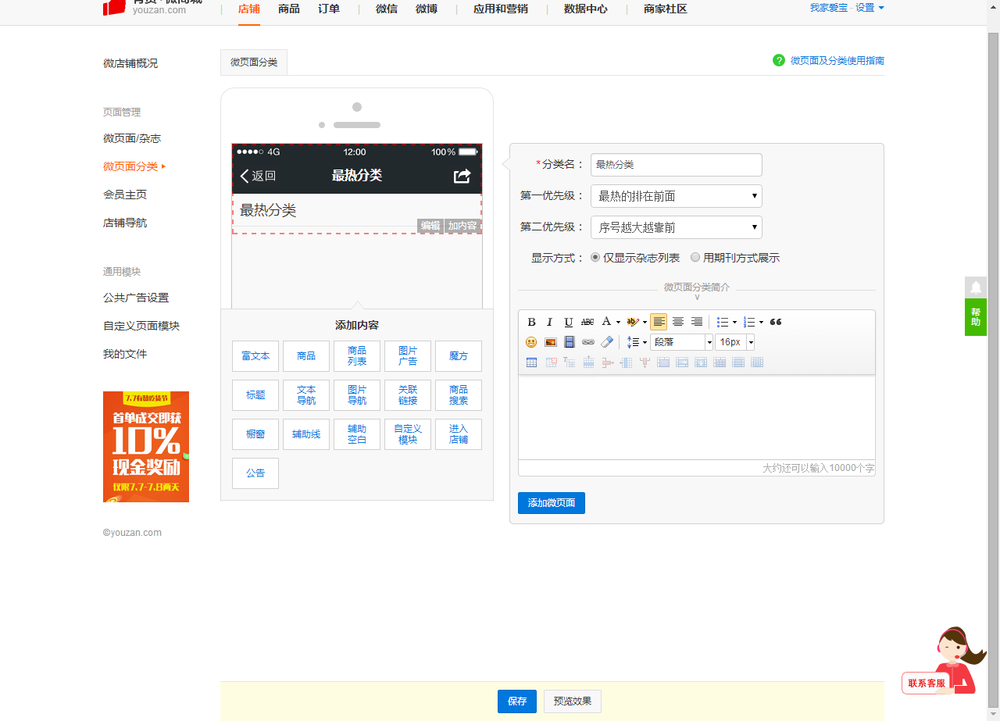 有赞·微商城
youzan.com
店铺 商品 订单 微信 微博 应用和营销 数据中心 商家社区
我家爱宝 - 设置
微店铺概况
页面管理
微页面/杂志
微页面分类
会员主页
店铺导航
通用模块
公共广告设置
自定义页面模块
我的文件
7.7有赞吃货节
首单成交即获
10%
现金奖励
仅限7.7-7.8两天
©youzan.com
微页面分类
? 微页面及分类使用指南
4G 12:00 100%
返回 最热分类
最热分类
编辑 加内容
添加内容
富文本 商品 商品列表 图片广告 魔方
标题 文本导航 图片导航 关联链接 商品搜索
橱窗 辅助线 辅助空白 自定义模块 进入店铺
公告
*分类名： 最热分类
第一优先级： 最热的排在前面
第二优先级： 序号越大越靠前
显示方式： 仅显示杂志列表 用期刊方式展示
微页面分类简介
B I U ABC A ab
段落 16px
大约还可以输入10000个字
添加微页面
帮助
联系客服
保存 预览效果